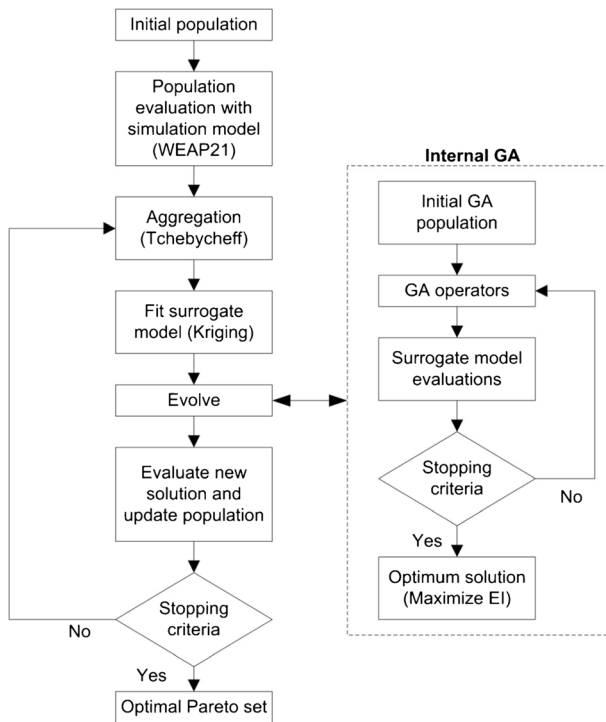 Initial population
Population
evaluation with
simulation model
(WEAP21)
Aggregation
(Tchebycheff)
Fit surrogate
model (Kriging)
Evolve
Evaluate new
solution and
update population
Stopping
criteria
No
Yes
Optimal Pareto set
Internal GA
Initial GA
population
GA operators
Surrogate model
evaluations
Stopping
criteria
No
Yes
Optimum solution
(Maximize EI)